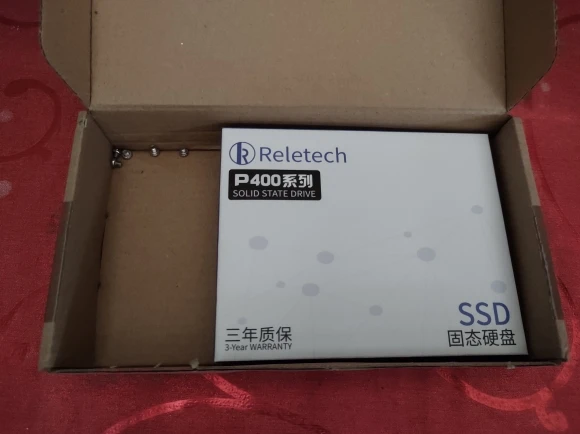 Reletech
P400系列
SOLID STATE DRIVE
三年质保
3-Year WARRANTY
SSD
固态硬盘